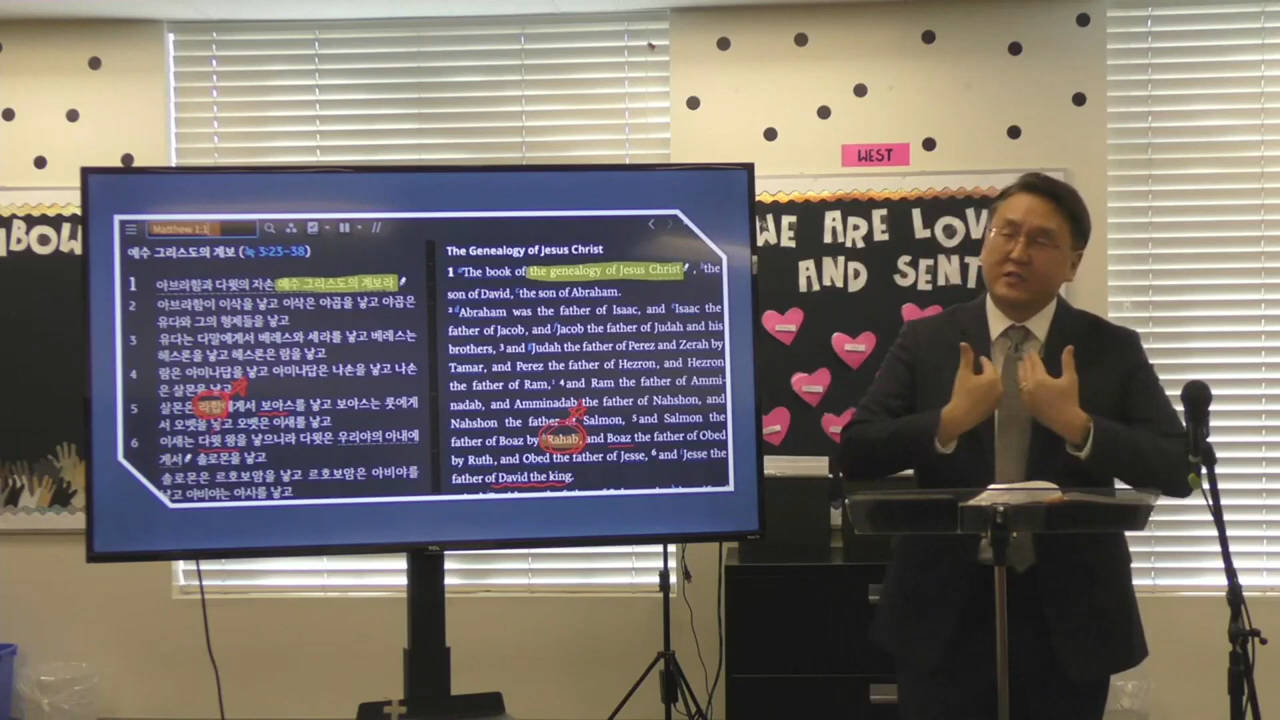 WEST
NBOW
WE ARE LOV
AND SENT
Matthew 1:1
예수 그리스도의 계보 (눅 3:23-38)
1 아브라함과 다윗의 자손 예수 그리스도의 계보라
2 아브라함이 이삭을 낳고 이삭은 야곱을 낳고 야곱은
유다와 그의 형제들을 낳고
3 유다는 다말에게서 베레스와 세라를 낳고 베레스는
헤스론을 낳고 헤스론은 람을 낳고
4 람은 아미나답을 낳고 아미나답은 나손을 낳고 나손
은 살몬을 낳고
5 살몬은 라합에게서 보아스를 낳고 보아스는 룻에게
서 오벳을 낳고 오벳은 이새를 낳고
6 이새는 다윗 왕을 낳으니라 다윗은 우리야의 아내에
게서 솔로몬을 낳고
솔로몬은 르호보암을 낳고 르호보암은 아비야를
낳고 아비야는 아사를 낳고
The Genealogy of Jesus Christ
1 The book of the genealogy of Jesus Christ, the
son of David, the son of Abraham.
2 Abraham was the father of Isaac, and Isaac the
father of Jacob, and Jacob the father of Judah and his
brothers, 3 and Judah the father of Perez and Zerah by
Tamar, and Perez the father of Hezron, and Hezron
the father of Ram, 4 and Ram the father of Ammi-
nadab, and Amminadab the father of Nahshon, and
Nahshon the father of Salmon, 5 and Salmon the
father of Boaz by Rahab, and Boaz the father of Obed
by Ruth, and Obed the father of Jesse, 6 and Jesse the
father of David the king.
TCL